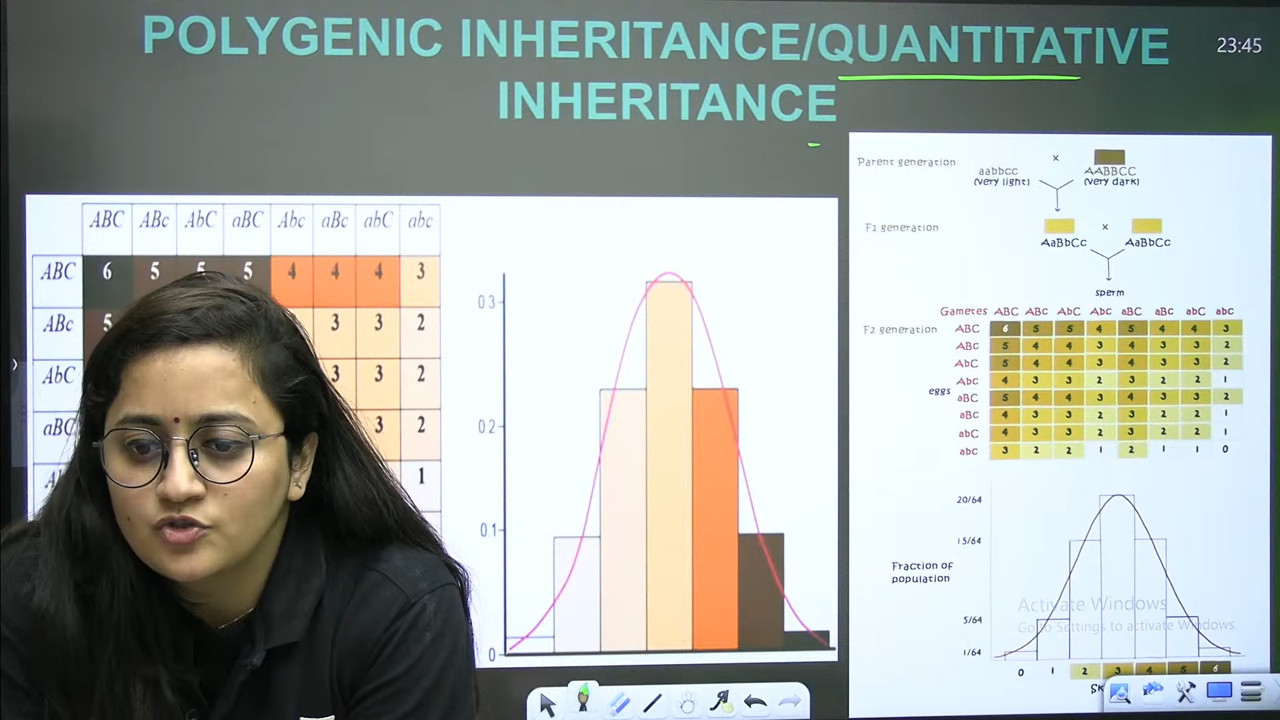 POLYGENIC INHERITANCE/QUANTITATIVE
INHERITANCE
23:45
ABC ABc AbC aBC Abc aBc abC abc
ABC 6 5 5 5 4 4 4 3
ABc 5 3 3 2
AbC 3 3 2
aBC 3 2
1
0.3
0.2
0.1
0
Parent generation
aabbcc × AABBCC
(very light) (very dark)
F1 generation ×
AaBbCc AaBbCc
sperm
Gametes ABC ABc AbC Abc aBC aBc abC abc
F2 generation
eggs
ABC 6 5 5 4 5 4 4 3
ABc 5 4 4 3 4 3 3 2
AbC 5 4 4 3 4 3 3 2
Abc 4 3 3 2 3 2 2 1
aBC 5 4 4 3 4 3 3 2
aBc 4 3 3 2 3 2 2 1
abC 4 3 3 2 3 2 2 1
abc 3 2 2 1 2 1 1 0
20/64
15/64
Fraction of
population
5/64
1/64
0 1 2 3 4 5 6
Activate Windows
Go to Settings to activate Windows.